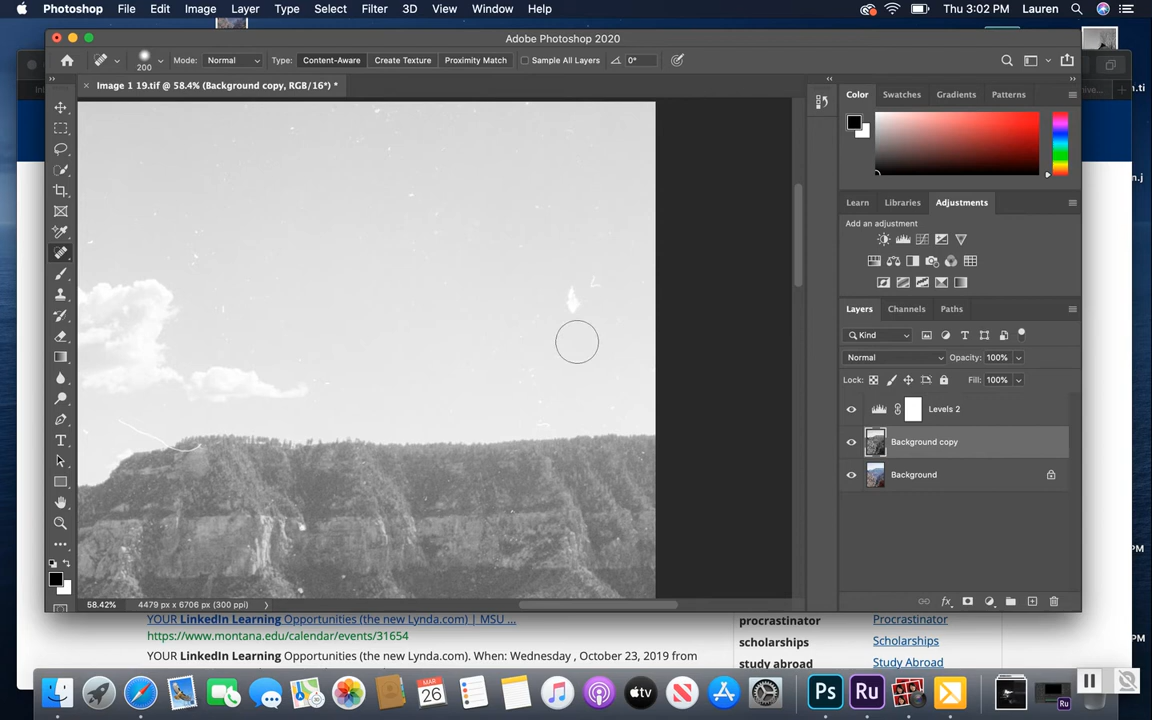 Photoshop File Edit Image Layer Type Select Filter 3D View Window Help Thu 3:02 PM Lauren
Adobe Photoshop 2020
200 Mode: Normal Type: Content-Aware Create Texture Proximity Match Sample All Layers 0°
Image 1 19.tif @ 58.4% (Background copy, RGB/16*) *
Color Swatches Gradients Patterns
Learn Libraries Adjustments
Add an adjustment
Layers Channels Paths
Kind
Normal Opacity: 100%
Lock: Fill: 100%
Levels 2
Background copy
Background
58.42% 4479 px x 6706 px (300 ppi)
YOUR LinkedIn Learning Opportunities (the new Lynda.com) | MSU ...
https://www.montana.edu/calendar/events/31654
YOUR LinkedIn Learning Opportunities (the new Lynda.com). When: Wednesday , October 23, 2019 from
procrastinator
scholarships
study abroad
Professional
Scholarships
Study Abroad
MAR
26
tv
Ps
Ru
Ru